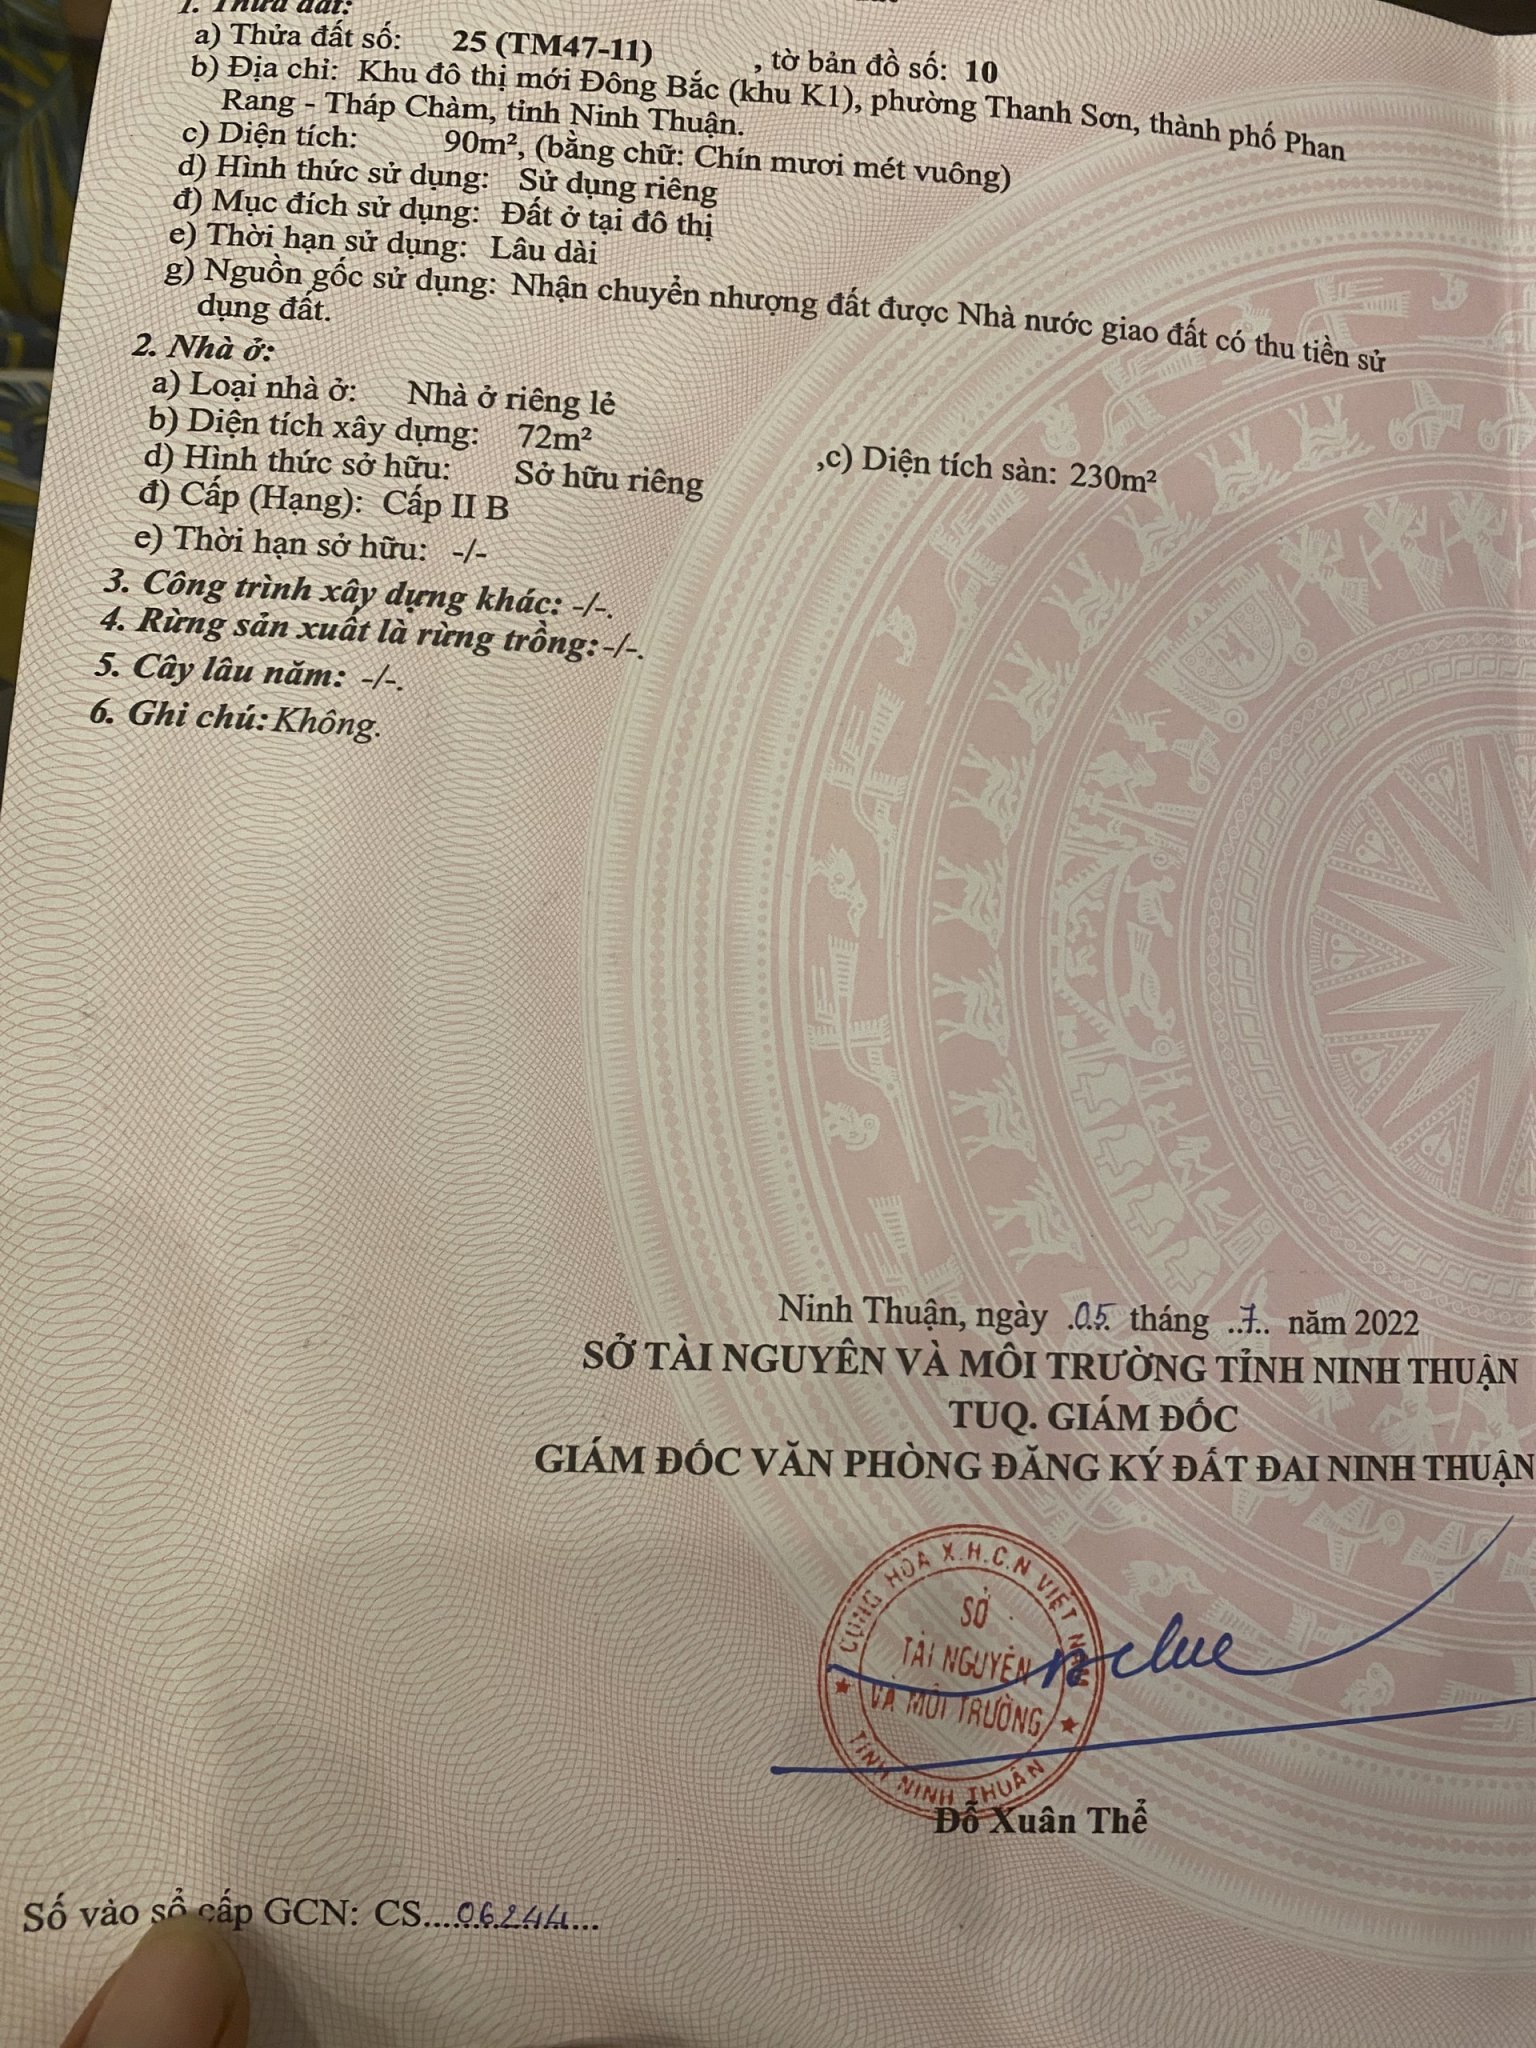 1. Thửa đất:
a) Thửa đất số: 25 (TM47-11) , tờ bản đồ số: 10
b) Địa chỉ: Khu đô thị mới Đông Bắc (khu K1), phường Thanh Sơn, thành phố Phan
Rang - Tháp Chàm, tỉnh Ninh Thuận.
c) Diện tích: 90m², (bằng chữ: Chín mươi mét vuông)
d) Hình thức sử dụng: Sử dụng riêng
đ) Mục đích sử dụng: Đất ở tại đô thị
e) Thời hạn sử dụng: Lâu dài
g) Nguồn gốc sử dụng: Nhận chuyển nhượng đất được Nhà nước giao đất có thu tiền sử
dụng đất.
2. Nhà ở:
a) Loại nhà ở: Nhà ở riêng lẻ
b) Diện tích xây dựng: 72m² ,c) Diện tích sàn: 230m²
d) Hình thức sở hữu: Sở hữu riêng
đ) Cấp (Hạng): Cấp II B
e) Thời hạn sở hữu: -/-
3. Công trình xây dựng khác: -/-.
4. Rừng sản xuất là rừng trồng:-/-.
5. Cây lâu năm: -/-.
6. Ghi chú: Không.
Ninh Thuận, ngày .05. tháng ..7.. năm 2022
SỞ TÀI NGUYÊN VÀ MÔI TRƯỜNG TỈNH NINH THUẬN
TUQ. GIÁM ĐỐC
GIÁM ĐỐC VĂN PHÒNG ĐĂNG KÝ ĐẤT ĐAI NINH THUẬN
CỘNG HÒA X.H.C.N VIỆT NAM
SỞ
TÀI NGUYÊN
VÀ MÔI TRƯỜNG
TỈNH NINH THUẬN
Đỗ Xuân Thể
Số vào sổ cấp GCN: CS....06244....